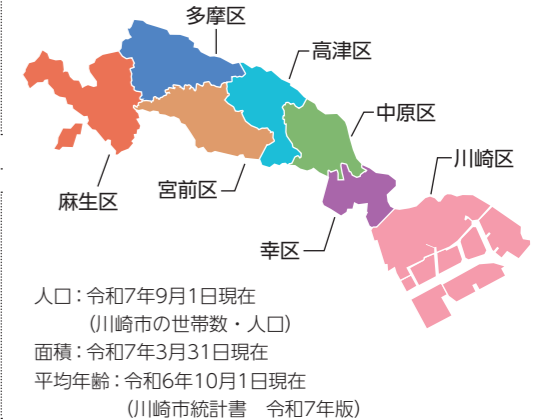 多摩区
高津区
中原区
川崎区
麻生区
宮前区
幸区
人口：令和7年9月1日現在
（川崎市の世帯数・人口）
面積：令和7年3月31日現在
平均年齢：令和6年10月1日現在
（川崎市統計書　令和7年版）